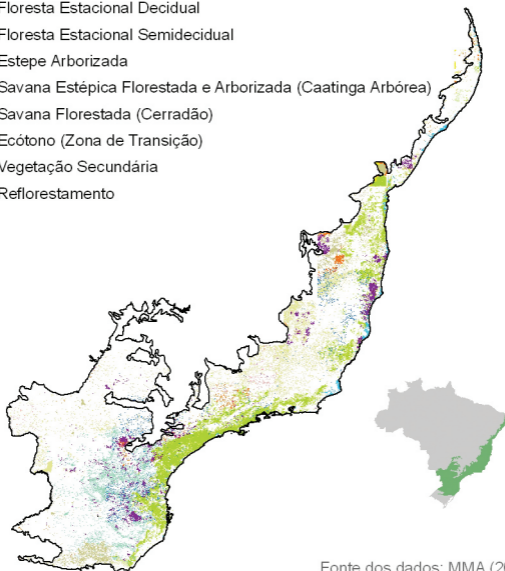 Floresta Estacional Decidual
Floresta Estacional Semidecidual
Estepe Arborizada
Savana Estépica Florestada e Arborizada (Caatinga Arbórea)
Savana Florestada (Cerradão)
Ecótono (Zona de Transição)
Vegetação Secundária
Reflorestamento
Fonte dos dados: MMA (20